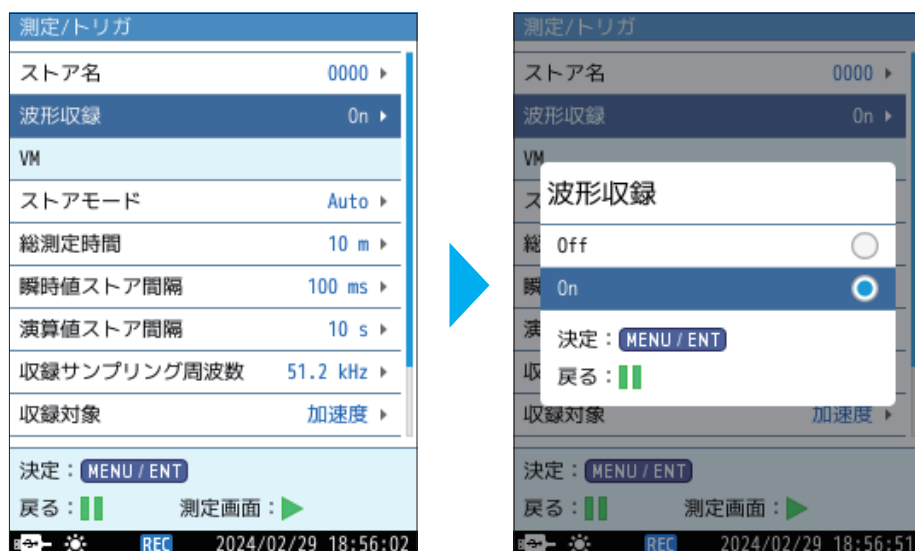 測定/トリガ
ストア名 0000
波形収録 On
VM
ストアモード Auto
総測定時間 10 m
瞬時値ストア間隔 100 ms
演算値ストア間隔 10 s
収録サンプリング周波数 51.2 kHz
収録対象 加速度
決定：MENU / ENT
戻る： 測定画面：
REC 2024/02/29 18:56:02
測定/トリガ
ストア名 0000
波形収録 On
VM
ス
波形収録
総
Off
瞬
On
演
決定：MENU / ENT
収
戻る：
収録対象 加速度
決定：MENU / ENT
戻る： 測定画面：
REC 2024/02/29 18:56:51